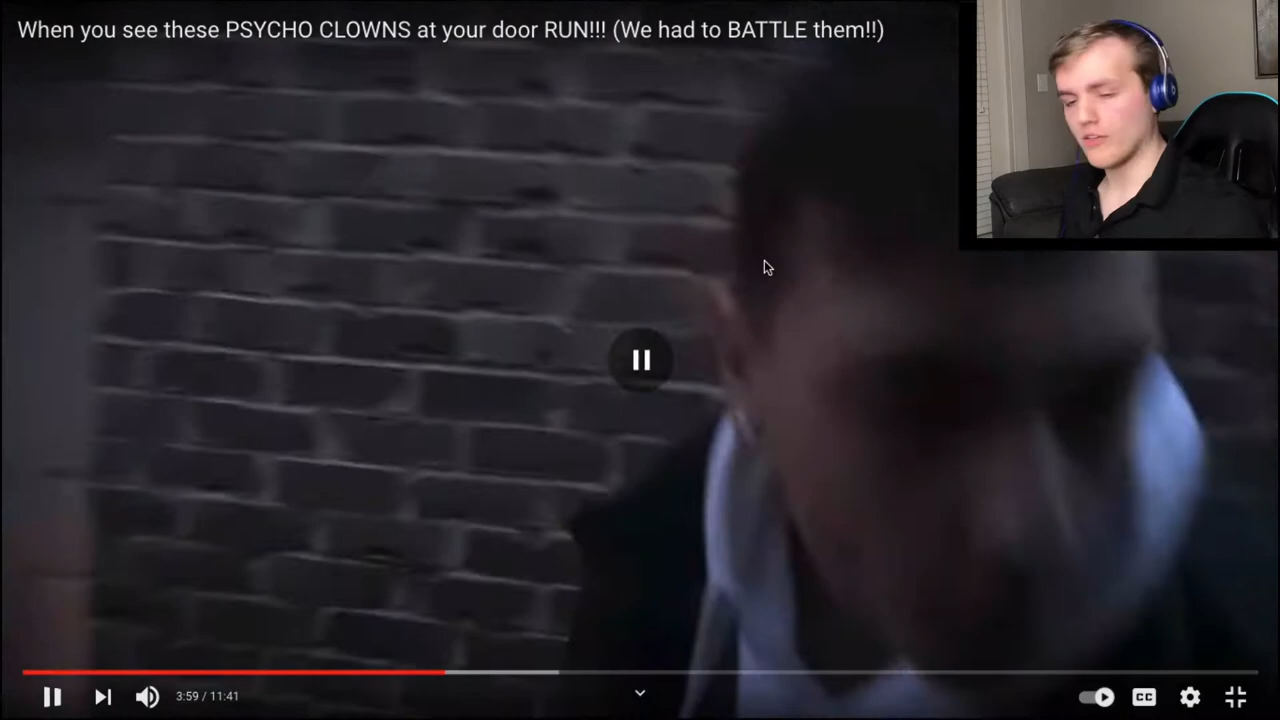 When you see these PSYCHO CLOWNS at your door RUN!!! (We had to BATTLE them!!)
3:59 / 11:41
CC